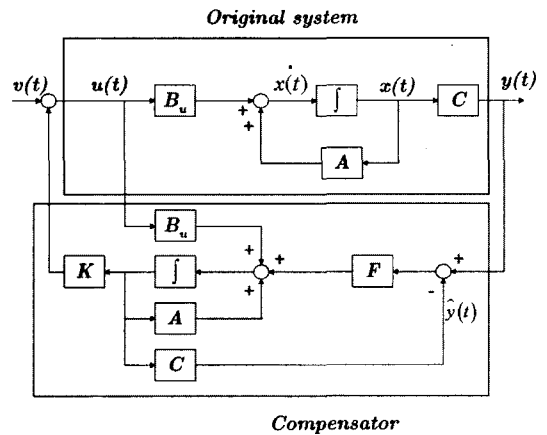 Original system
v(t) u(t) B_u ẋ(t) ∫ x(t) C y(t)
+
+
A
B_u
+
K ∫ + F +
+
-
A ŷ(t)
C
Compensator